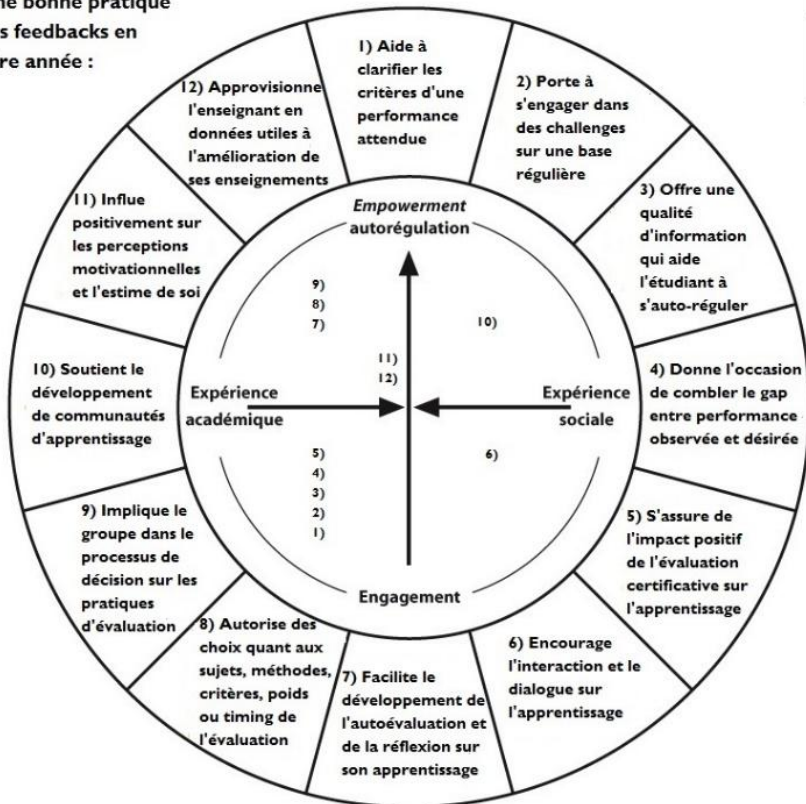 ne bonne pratique
s feedbacks en
re année :
1) Aide à
clarifier les
critères d'une
performance
attendue
2) Porte à
s'engager dans
des challenges
sur une base
régulière
3) Offre une
qualité
d'information
qui aide
l'étudiant à
s'auto-réguler
4) Donne l'occasion
de combler le gap
entre performance
observée et désirée
5) S'assure de
l'impact positif
de l'évaluation
certificative sur
l'apprentissage
6) Encourage
l'interaction et le
dialogue sur
l'apprentissage
7) Facilite le
développement de
l'autoévaluation et
de la réflexion sur
son apprentissage
8) Autorise des
choix quant aux
sujets, méthodes,
critères, poids
ou timing de
l'évaluation
9) Implique le
groupe dans le
processus de
décision sur les
pratiques
d'évaluation
10) Soutient le
développement
de communautés
d'apprentissage
11) Influe
positivement sur
les perceptions
motivationnelles
et l'estime de soi
12) Approvisionne
l'enseignant en
données utiles à
l'amélioration de
ses enseignements
Empowerment
autorégulation
9)
8)
7)
10)
11)
12)
Expérience
académique
Expérience
sociale
5)
4)
3)
2)
1)
6)
Engagement